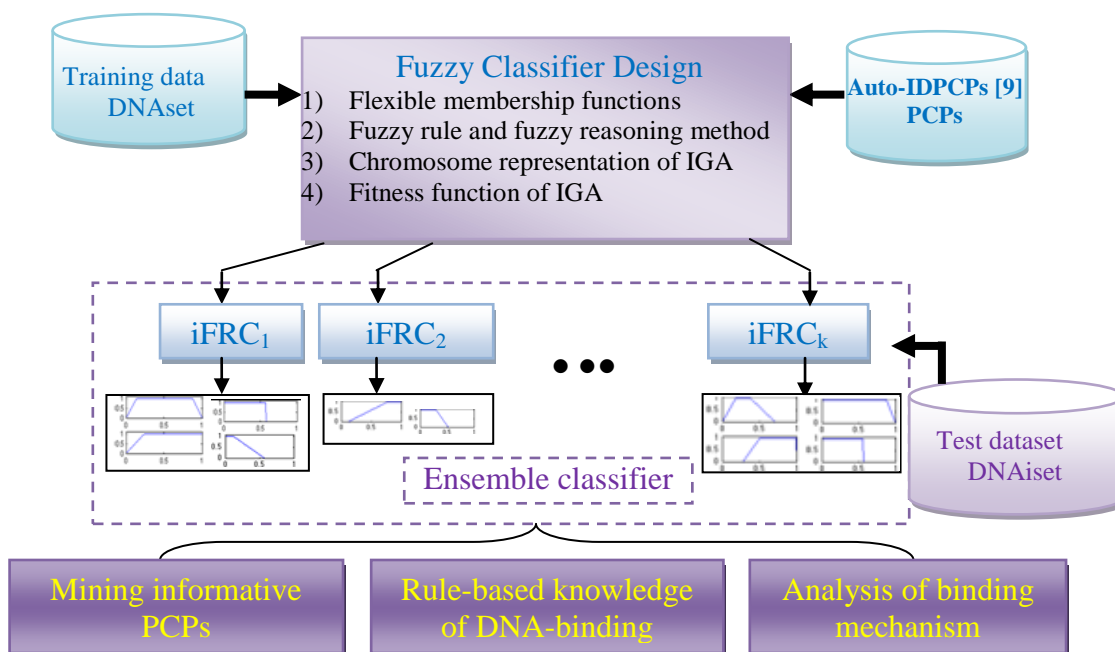 Training data
DNAset
Fuzzy Classifier Design
1) Flexible membership functions
2) Fuzzy rule and fuzzy reasoning method
3) Chromosome representation of IGA
4) Fitness function of IGA
Auto-IDPCPs [9]
PCPs
iFRC1
iFRC2
•••
iFRCk
Ensemble classifier
Test dataset
DNAiset
Mining informative
PCPs
Rule-based knowledge
of DNA-binding
Analysis of binding
mechanism